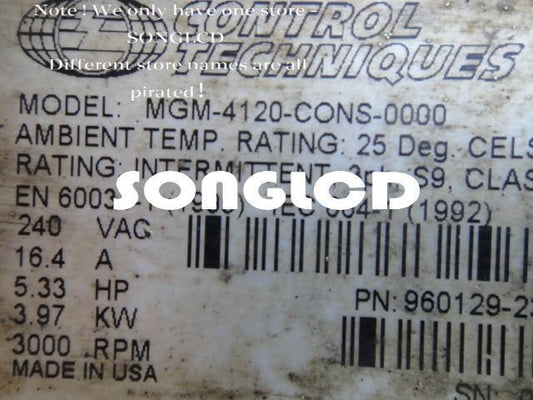 Note ! We only have one store -
SONGLCD
Different store names are all
pirated !
CONTROL
TECHNIQUES
MODEL: MGM-4120-CONS-0000
AMBIENT TEMP. RATING: 25 Deg. CELS
RATING: INTERMITTENT, S9, CLAS
SONGLCD
EN 6003 IEC (1992)
240 VAC
16.4 A
5.33 HP
PN: 960129-2
3.97 KW
3000 RPM
MADE IN USA
SN: